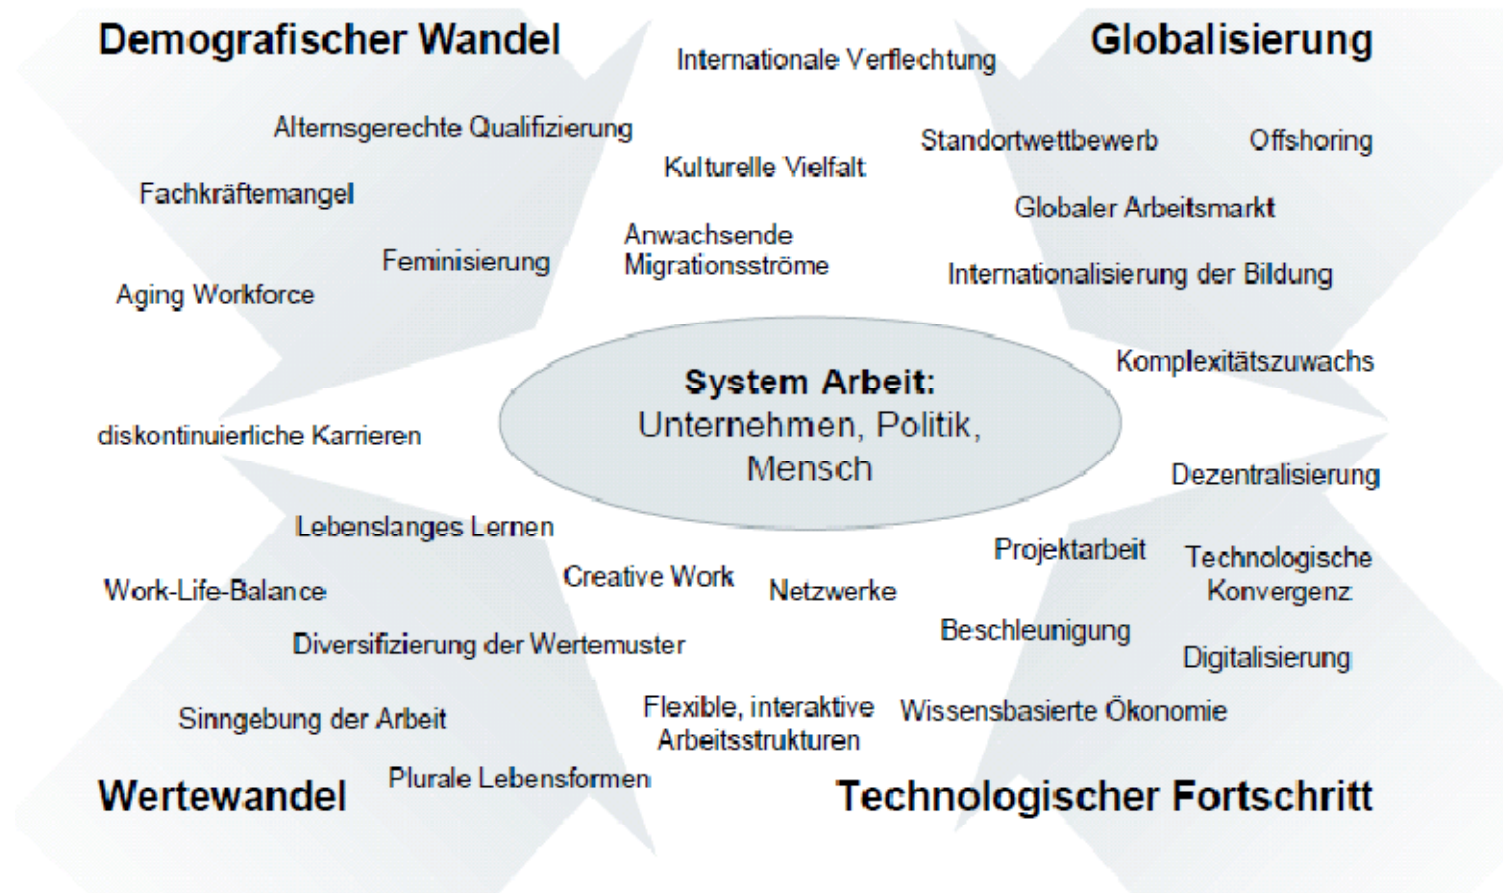 Demografischer Wandel
Globalisierung
Internationale Verflechtung
Alternsgerechte Qualifizierung
Standortwettbewerb
Offshoring
Kulturelle Vielfalt
Fachkräftemangel
Globaler Arbeitsmarkt
Anwachsende
Migrationsströme
Feminisierung
Internationalisierung der Bildung
Aging Workforce
Komplexitätszuwachs
System Arbeit:
Unternehmen, Politik,
Mensch
diskontinuierliche Karrieren
Dezentralisierung
Lebenslanges Lernen
Projektarbeit
Technologische
Konvergenz
Creative Work
Netzwerke
Work-Life-Balance
Beschleunigung
Diversifizierung der Wertemuster
Digitalisierung
Sinngebung der Arbeit
Flexible, interaktive
Arbeitsstrukturen
Wissensbasierte Ökonomie
Plurale Lebensformen
Wertewandel
Technologischer Fortschritt